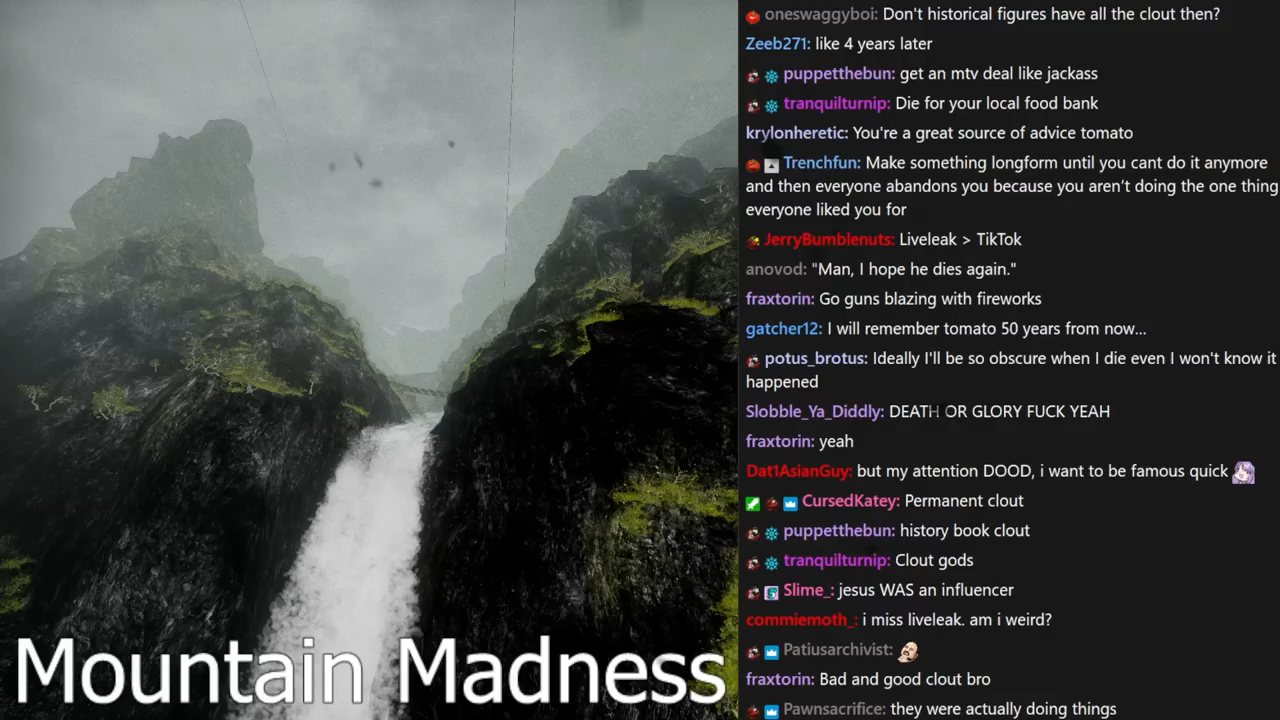 oneswaggyboi: Don't historical figures have all the clout then?
Zeeb271: like 4 years later
puppetthebun: get an mtv deal like jackass
tranquilturnip: Die for your local food bank
krylonheretic: You're a great source of advice tomato
Trenchfun: Make something longform until you cant do it anymore
and then everyone abandons you because you aren't doing the one thing
everyone liked you for
JerryBumblenuts: Liveleak > TikTok
anovod: "Man, I hope he dies again."
fraxtorin: Go guns blazing with fireworks
gatcher12: I will remember tomato 50 years from now...
potus_brotus: Ideally I'll be so obscure when I die even I won't know it
happened
Slobble_Ya_Diddly: DEATH OR GLORY FUCK YEAH
fraxtorin: yeah
Dat1AsianGuy: but my attention DOOD, i want to be famous quick
CursedKatey: Permanent clout
puppetthebun: history book clout
tranquilturnip: Clout gods
Slime_: jesus WAS an influencer
commiemoth_: i miss liveleak. am i weird?
Patiusarchivist:
fraxtorin: Bad and good clout bro
Pawnsacrifice: they were actually doing things
Mountain Madness